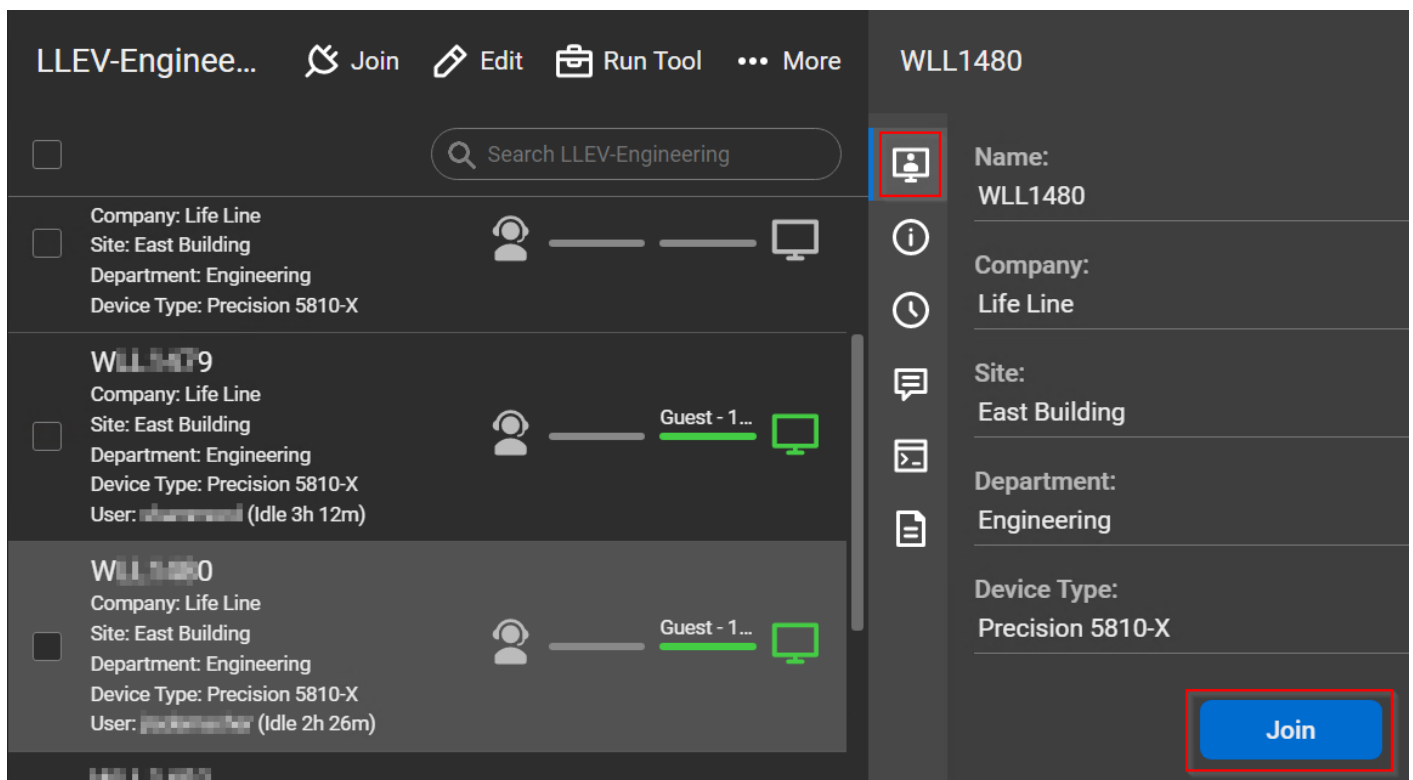 LLEV-Enginee...
Join
Edit
Run Tool
More
Search LLEV-Engineering
Company: Life Line
Site: East Building
Department: Engineering
Device Type: Precision 5810-X
Company: Life Line
Site: East Building
Department: Engineering
Device Type: Precision 5810-X
User: (Idle 3h 12m)
Guest - 1...
Company: Life Line
Site: East Building
Department: Engineering
Device Type: Precision 5810-X
User: (Idle 2h 26m)
Guest - 1...
WLL1480
Name:
WLL1480
Company:
Life Line
Site:
East Building
Department:
Engineering
Device Type:
Precision 5810-X
Join